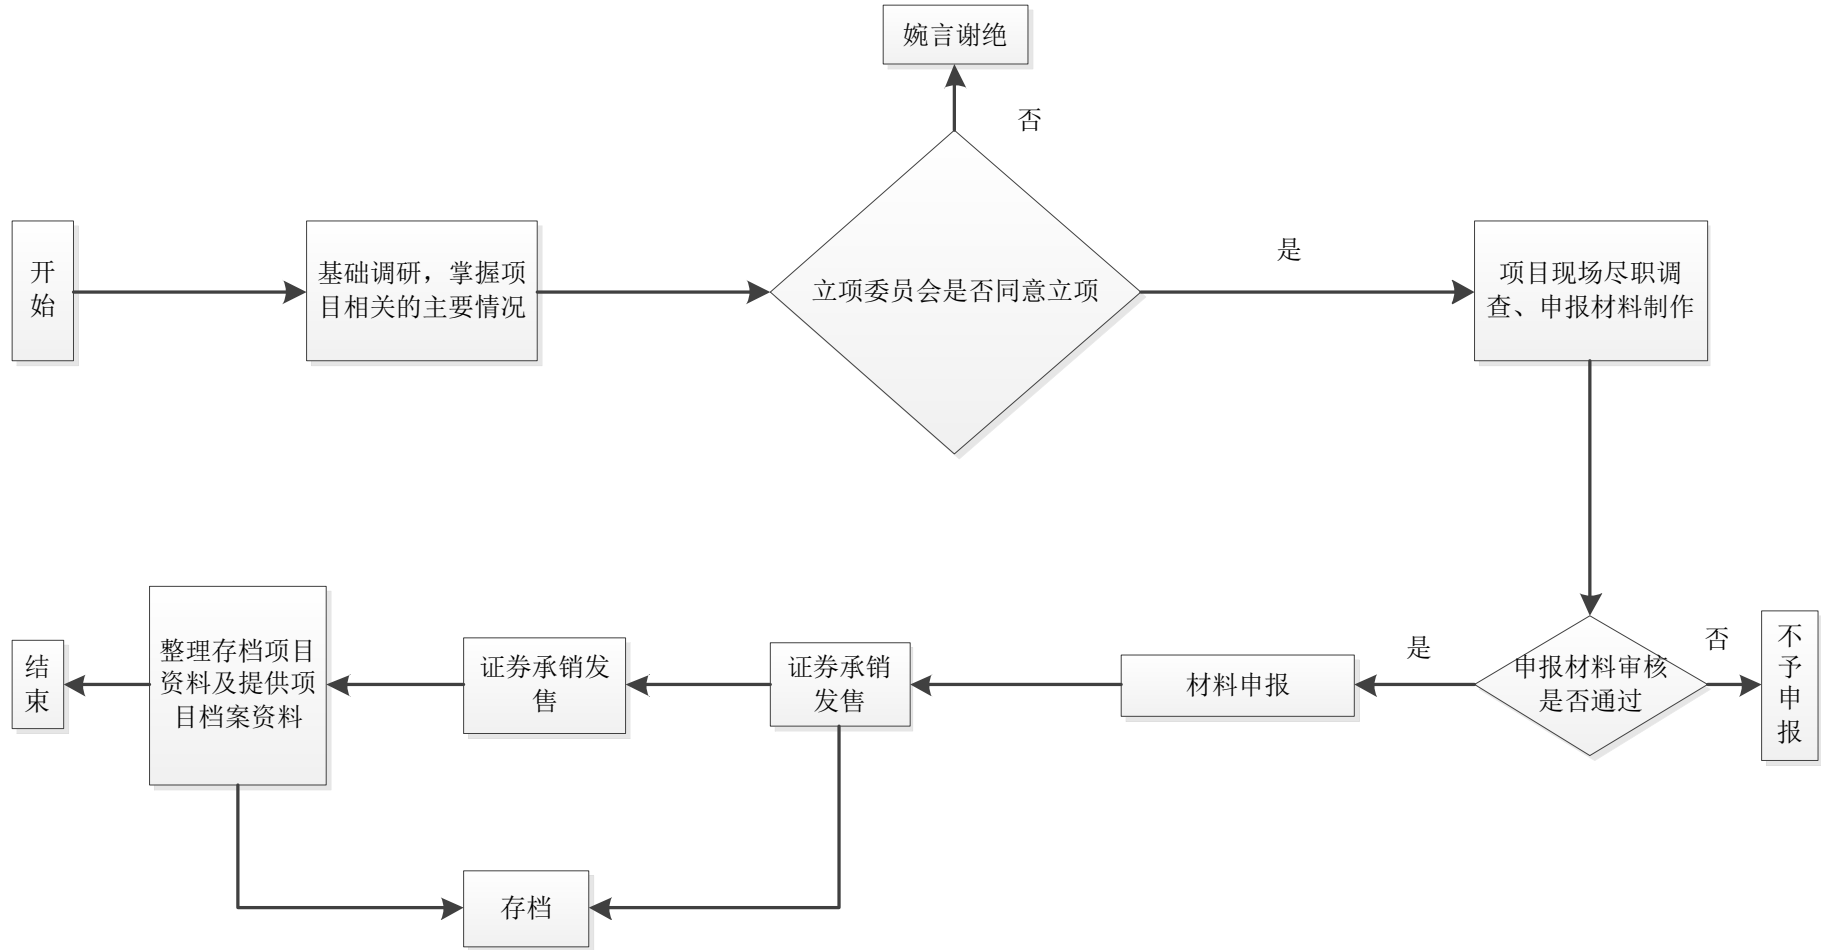 婉言谢绝
否
开
始
基础调研，掌握项
目相关的主要情况
立项委员会是否同意立项
是
项目现场尽职调
查、申报材料制作
整理存档项目
资料及提供项
目档案资料
结
束
证券承销发
售
证券承销
发售
材料申报
是
申报材料审核
是否通过
否
不
予
申
报
存档